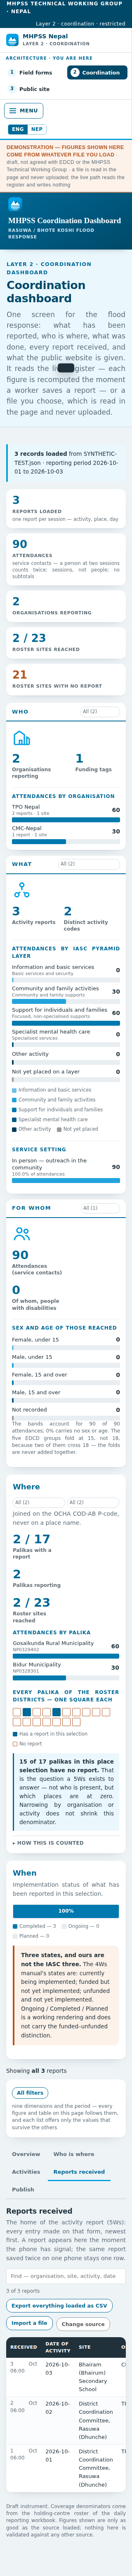 MHPSS TECHNICAL WORKING GROUP
· NEPAL
Layer 2 · coordination · restricted
MHPSS Nepal
LAYER 2 · COORDINATION
ARCHITECTURE · YOU ARE HERE
1 Field forms
2 Coordination
3 Public site
MENU
ENG NEP
DEMONSTRATION — FIGURES SHOWN HERE
COME FROM WHATEVER FILE YOU LOAD
draft, not agreed with EDCD or the MHPSS
Technical Working Group · a file is read in the
page and never uploaded; the live path reads the
register and writes nothing
MHPSS Coordination Dashboard
RASUWA / BHOTE KOSHI FLOOD
RESPONSE
LAYER 2 · COORDINATION
DASHBOARD
Coordination
dashboard
One screen for the flood
response: what has been
reported, who is where, what was
done, every report received, and
what the public website is given.
It reads the
— each
figure is recomputed the moment
a worker saves a report — or a
file you choose, which is read in
the page and never uploaded.
3 records loaded from SYNTHETIC-
TEST.json · reporting period 2026-10-
01 to 2026-10-03
3
REPORTS LOADED
one report per session — activity, place, day
90
ATTENDANCES
service contacts — a person at two sessions
counts twice; sessions, not people; no
subtotals
2
ORGANISATIONS REPORTING
2 / 23
ROSTER SITES REACHED
21
ROSTER SITES WITH NO REPORT
WHO
All (2)
2
Organisations
reporting
1
Funding tags
ATTENDANCES BY ORGANISATION
TPO Nepal 60
2 reports · 1 site
CMC-Nepal 30
1 report · 1 site
WHAT
All (2)
3
Activity reports
2
Distinct activity
codes
ATTENDANCES BY IASC PYRAMID
LAYER
Information and basic services 0
Basic services and security
Community and family activities 30
Community and family supports
Support for individuals and families 60
Focused, non-specialised supports
Specialist mental health care 0
Specialised services
Other activity 0
Not yet placed on a layer 0
Information and basic services
Community and family activities
Support for individuals and families
Specialist mental health care
Other activity Not yet placed
SERVICE SETTING
In person — outreach in the
community 90
100.0% of attendances
FOR WHOM
All (1)
90
Attendances
(service contacts)
0
Of whom, people
with disabilities
SEX AND AGE OF THOSE REACHED
Female, under 15 0
Male, under 15 0
Female, 15 and over 0
Male, 15 and over 0
Not recorded 0
The bands account for 90 of 90
attendances; 0% carry no sex or age. The
two EDCD groups split at 15, not 18,
because two of them cross 18 — the folds
are never added together.
Where
All (2) All (2)
Joined on the OCHA COD-AB P-code,
never on a place name.
2 / 17
Palikas with a
report
2
Palikas reporting
2 / 23
Roster sites
reached
ATTENDANCES BY PALIKA
Gosaikunda Rural Municipality 60
NP0329402
Bidur Municipality 30
NP0328301
EVERY PALIKA OF THE ROSTER
DISTRICTS — ONE SQUARE EACH
Has a report in this selection
No report
15 of 17 palikas in this place
selection have no report. That
is the question a 5Ws exists to
answer — not who is present, but
which places are at zero.
Narrowing by organisation or
activity does not shrink this
denominator.
▸ HOW THIS IS COUNTED
When
Implementation status of what has
been reported in this selection.
100%
Completed — 3 Ongoing — 0
Planned — 0
Three states, and ours are
not the IASC three. The 4Ws
manual's states are: currently
being implemented; funded but
not yet implemented; unfunded
and not yet implemented.
Ongoing / Completed / Planned
is a working rendering and does
not carry the funded-unfunded
distinction.
Showing all 3 reports
All filters
nine dimensions and the period — every
figure and table on this page follows them,
and each list offers only the values that
survive the others.
Overview Who is where
Activities Reports received
Publish
Reports received
The home of the activity report (5Ws):
every entry made on that form, newest
first. A report appears here the moment
the phone has signal; the same report
saved twice on one phone stays one row.
Find — organisation, site, activity, date
3 of 3 reports
Export everything loaded as CSV
Import a file Change source
RECEIVED DATE OF ACTIVITY SITE
3 Oct 06:00 2026-10-03 Bhairam (Bhairum) Secondary School
2 Oct 06:00 2026-10-02 District Coordination Committee, Rasuwa (Dhunche)
1 Oct 06:00 2026-10-01 District Coordination Committee, Rasuwa (Dhunche)
Draft instrument. Coverage denominators come
from the holding-centre roster of the daily
reporting workbook. Figures shown are only as
good as the source loaded; nothing here is
validated against any other source.